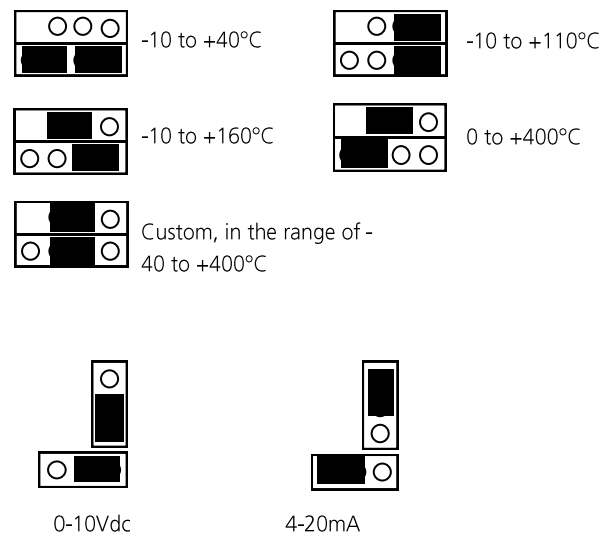 -10 to +40°C
-10 to +110°C
-10 to +160°C
0 to +400°C
Custom, in the range of -
40 to +400°C
0-10Vdc
4-20mA